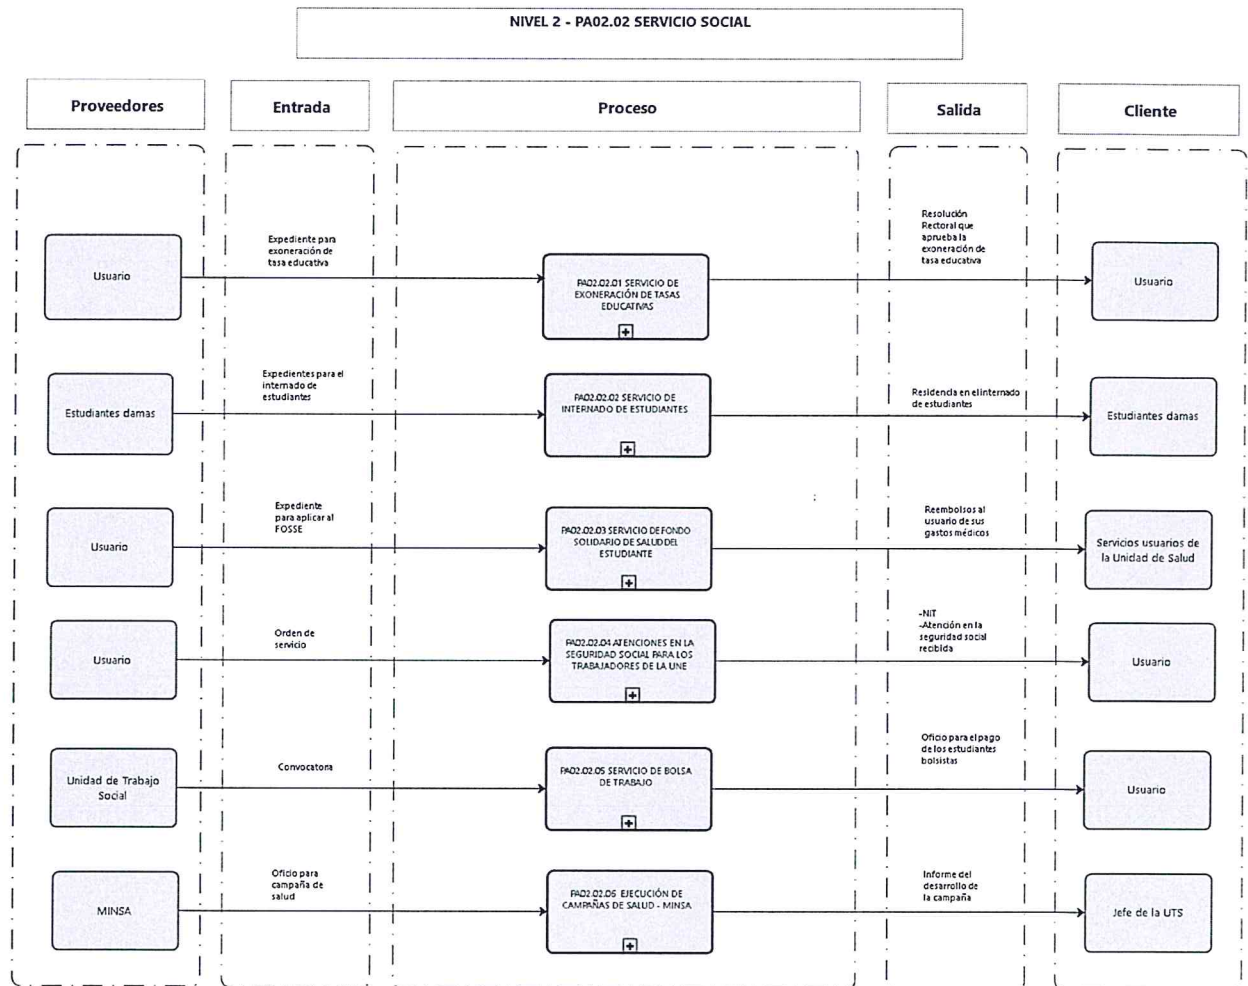 NIVEL 2 - PA02.02 SERVICIO SOCIAL
Proveedores
Entrada
Proceso
Salida
Cliente
Usuario
Expediente para
exoneración de
tasa educativa
PA02.02.01 SERVICIO DE
EXONERACIÓN DE TASAS
EDUCATIVAS
Resolución
Rectoral que
aprueba la
exoneración de
tasa educativa
Usuario
Estudiantes damas
Expedientes para el
internado de
estudiantes
PA02.02.02 SERVICIO DE
INTERNADO DE ESTUDIANTES
Residencia en el internado
de estudiantes
Estudiantes damas
Usuario
Expediente
para aplicar al
FOSSE
PA02.02.03 SERVICIO DE FONDO
SOLIDARIO DE SALUD DEL
ESTUDIANTE
Reembolsos al
usuario de sus
gastos médicos
Servicios usuarios de
la Unidad de Salud
Usuario
Orden de
servicio
PA02.02.04 ATENCIONES EN LA
SEGURIDAD SOCIAL PARA LOS
TRABAJADORES DE LA UNE
-NIT
-Atención en la
seguridad social
recibida
Usuario
Unidad de Trabajo
Social
Convocatoria
PA02.02.05 SERVICIO DE BOLSA
DE TRABAJO
Oficio para el pago
de los estudiantes
bolsistas
Usuario
MINSA
Oficio para
campaña de
salud
PA02.02.06 EJECUCIÓN DE
CAMPAÑAS DE SALUD - MINSA
Informe del
desarrollo de
la campaña
Jefe de la UTS